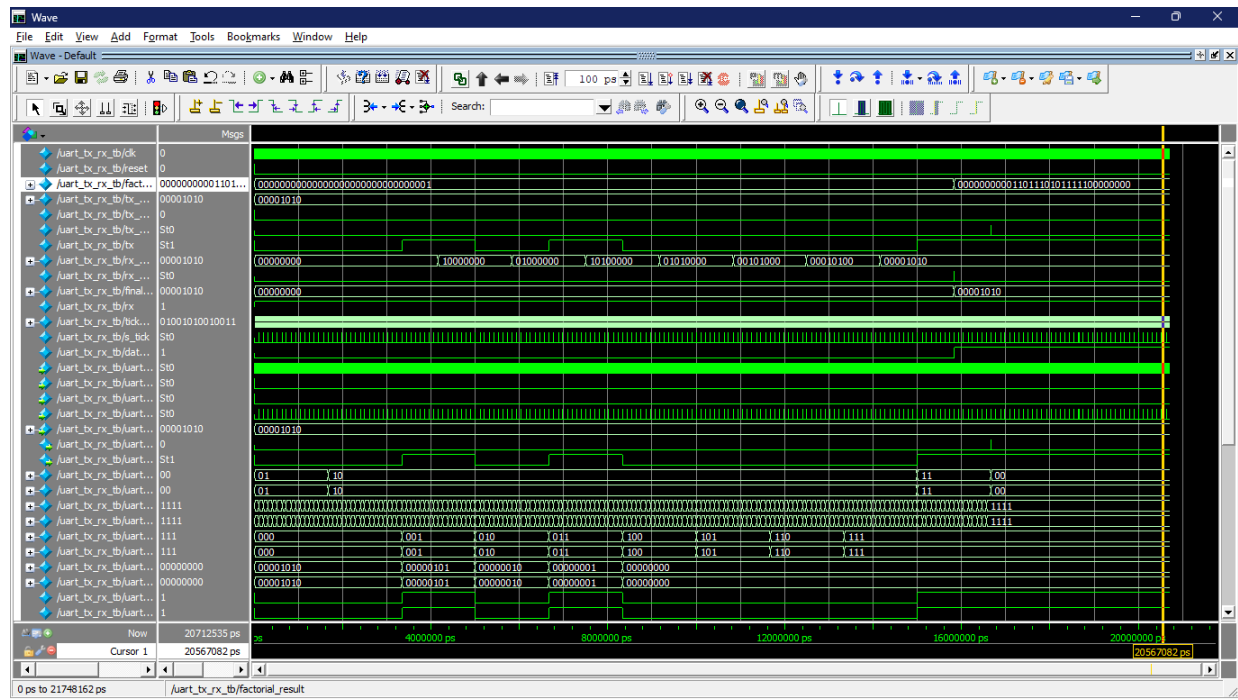 Wave
File Edit View Add Format Tools Bookmarks Window Help
Wave - Default
100 ps
Search:
Msgs
/uart_tx_rx_tb/clk 0
/uart_tx_rx_tb/reset 0
/uart_tx_rx_tb/fact... 00000000001101... 00000000000000000000000000000001 00000000001101110101111100000000
/uart_tx_rx_tb/tx_... 00001010 00001010
/uart_tx_rx_tb/tx_... 0
/uart_tx_rx_tb/tx_... St0
/uart_tx_rx_tb/tx St1
/uart_tx_rx_tb/rx_... 00001010 00000000 10000000 01000000 10100000 01010000 00101000 00010100 00001010
/uart_tx_rx_tb/rx_... St0
/uart_tx_rx_tb/final... 00001010 00000000 00001010
/uart_tx_rx_tb/rx 1
/uart_tx_rx_tb/tick... 01001010010011
/uart_tx_rx_tb/s_tick St0
/uart_tx_rx_tb/dat... 1
/uart_tx_rx_tb/uart... St0
/uart_tx_rx_tb/uart... St0
/uart_tx_rx_tb/uart... St0
/uart_tx_rx_tb/uart... St0
/uart_tx_rx_tb/uart... 00001010 00001010
/uart_tx_rx_tb/uart... 0
/uart_tx_rx_tb/uart... St1
/uart_tx_rx_tb/uart... 00 01 10 11 00
/uart_tx_rx_tb/uart... 00 01 10 11 00
/uart_tx_rx_tb/uart... 1111 1111
/uart_tx_rx_tb/uart... 1111 1111
/uart_tx_rx_tb/uart... 111 000 001 010 011 100 101 110 111
/uart_tx_rx_tb/uart... 111 000 001 010 011 100 101 110 111
/uart_tx_rx_tb/uart... 00000000 00001010 00000101 00000010 00000001 00000000
/uart_tx_rx_tb/uart... 00000000 00001010 00000101 00000010 00000001 00000000
/uart_tx_rx_tb/uart... 1
/uart_tx_rx_tb/uart... 1
Now 20712535 ps ps 4000000 ps 8000000 ps 12000000 ps 16000000 ps 20000000 p
Cursor 1 20567082 ps 20567082 ps
0 ps to 21748162 ps /uart_tx_rx_tb/factorial_result